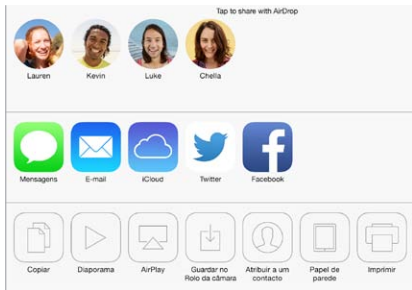 Tap to share with AirDrop
Lauren
Kevin
Luke
Chella
Mensagens
E-mail
iCloud
Twitter
Facebook
Copiar
Diaporama
AirPlay
Guardar no
Rolo da câmara
Atribuir a um
contacto
Papel de
parede
Imprimir